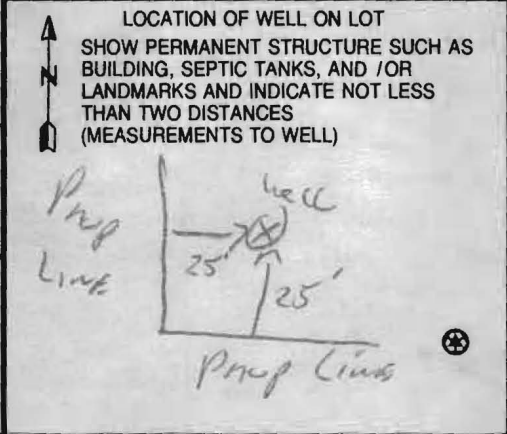 LOCATION OF WELL ON LOT
SHOW PERMANENT STRUCTURE SUCH AS
BUILDING, SEPTIC TANKS, AND /OR
LANDMARKS AND INDICATE NOT LESS
THAN TWO DISTANCES
(MEASUREMENTS TO WELL)
N
Prop
Line
well
25'
25'
Prop Line